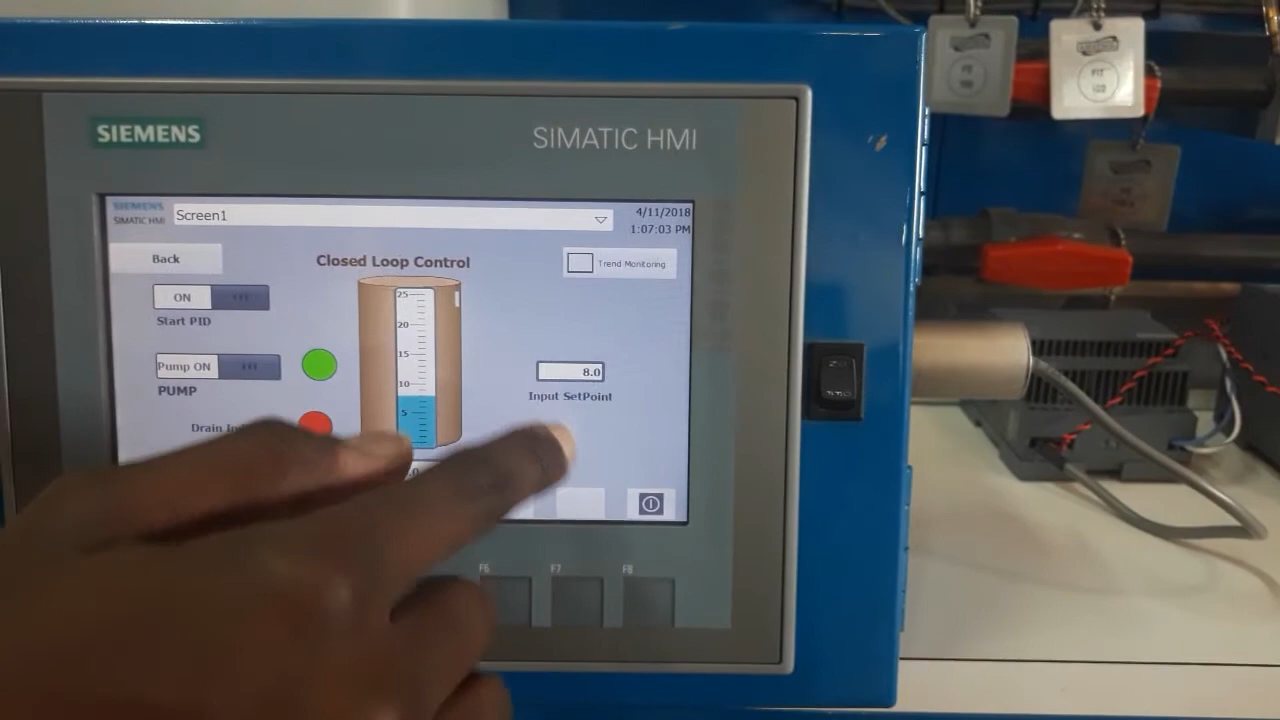 SIEMENS
SIMATIC HMI
SIEMENS
SIMATIC HMI
Screen1
4/11/2018
1:07:03 PM
Back
Closed Loop Control
Trend Monitoring
ON
Start PID
25
20
15
10
5
Pump ON
PUMP
8.0
Input SetPoint
Drain
F6
F7
F8
FIT